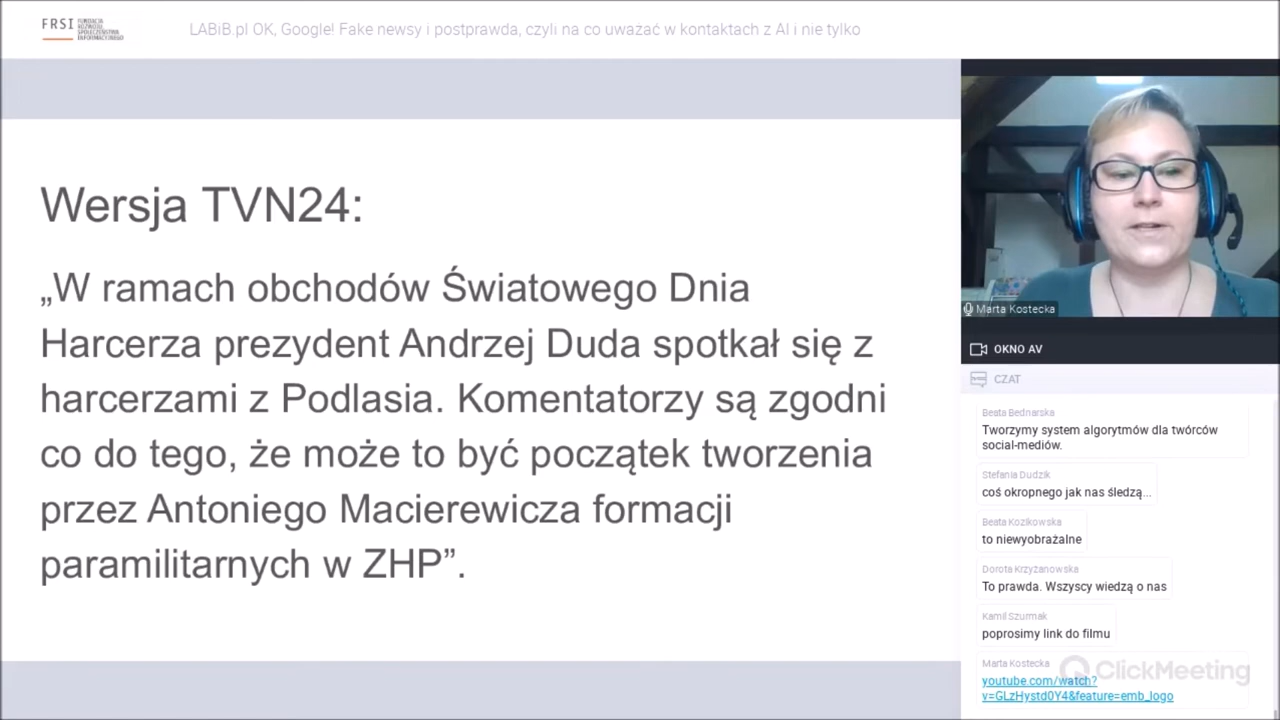 FRSI
FUNDACJA
ROZWOJU
SPOŁECZEŃSTWA
INFORMACYJNEGO
LABiB.pl OK, Google! Fake newsy i postprawda, czyli na co uważać w kontaktach z AI i nie tylko
Wersja TVN24:
„W ramach obchodów Światowego Dnia
Harcerza prezydent Andrzej Duda spotkał się z
harcerzami z Podlasia. Komentatorzy są zgodni
co do tego, że może to być początek tworzenia
przez Antoniego Macierewicza formacji
paramilitarnych w ZHP”.
Marta Kostecka
OKNO AV
CZAT
Beata Bednarska
Tworzymy system algorytmów dla twórców
social-mediów.
Stefania Dudzik
coś okropnego jak nas śledzą...
Beata Kozikowska
to niewyobrażalne
Dorota Krzyżanowska
To prawda. Wszyscy wiedzą o nas
Kamil Szurmak
poprosimy link do filmu
Marta Kostecka
youtube.com/watch?
v=GLzHystd0Y4&feature=emb_logo
ClickMeeting